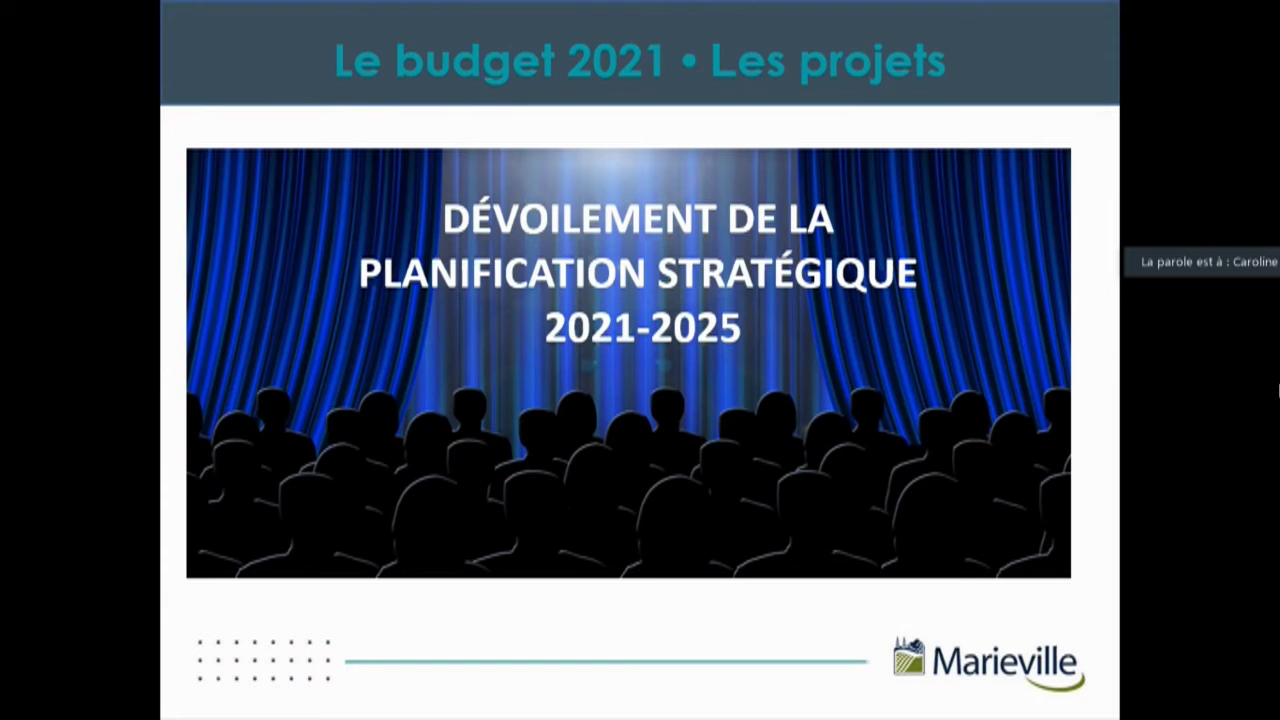 Le budget 2021 • Les projets
DÉVOILEMENT DE LA
PLANIFICATION STRATÉGIQUE
2021-2025
La parole est à : Caroline
Marieville